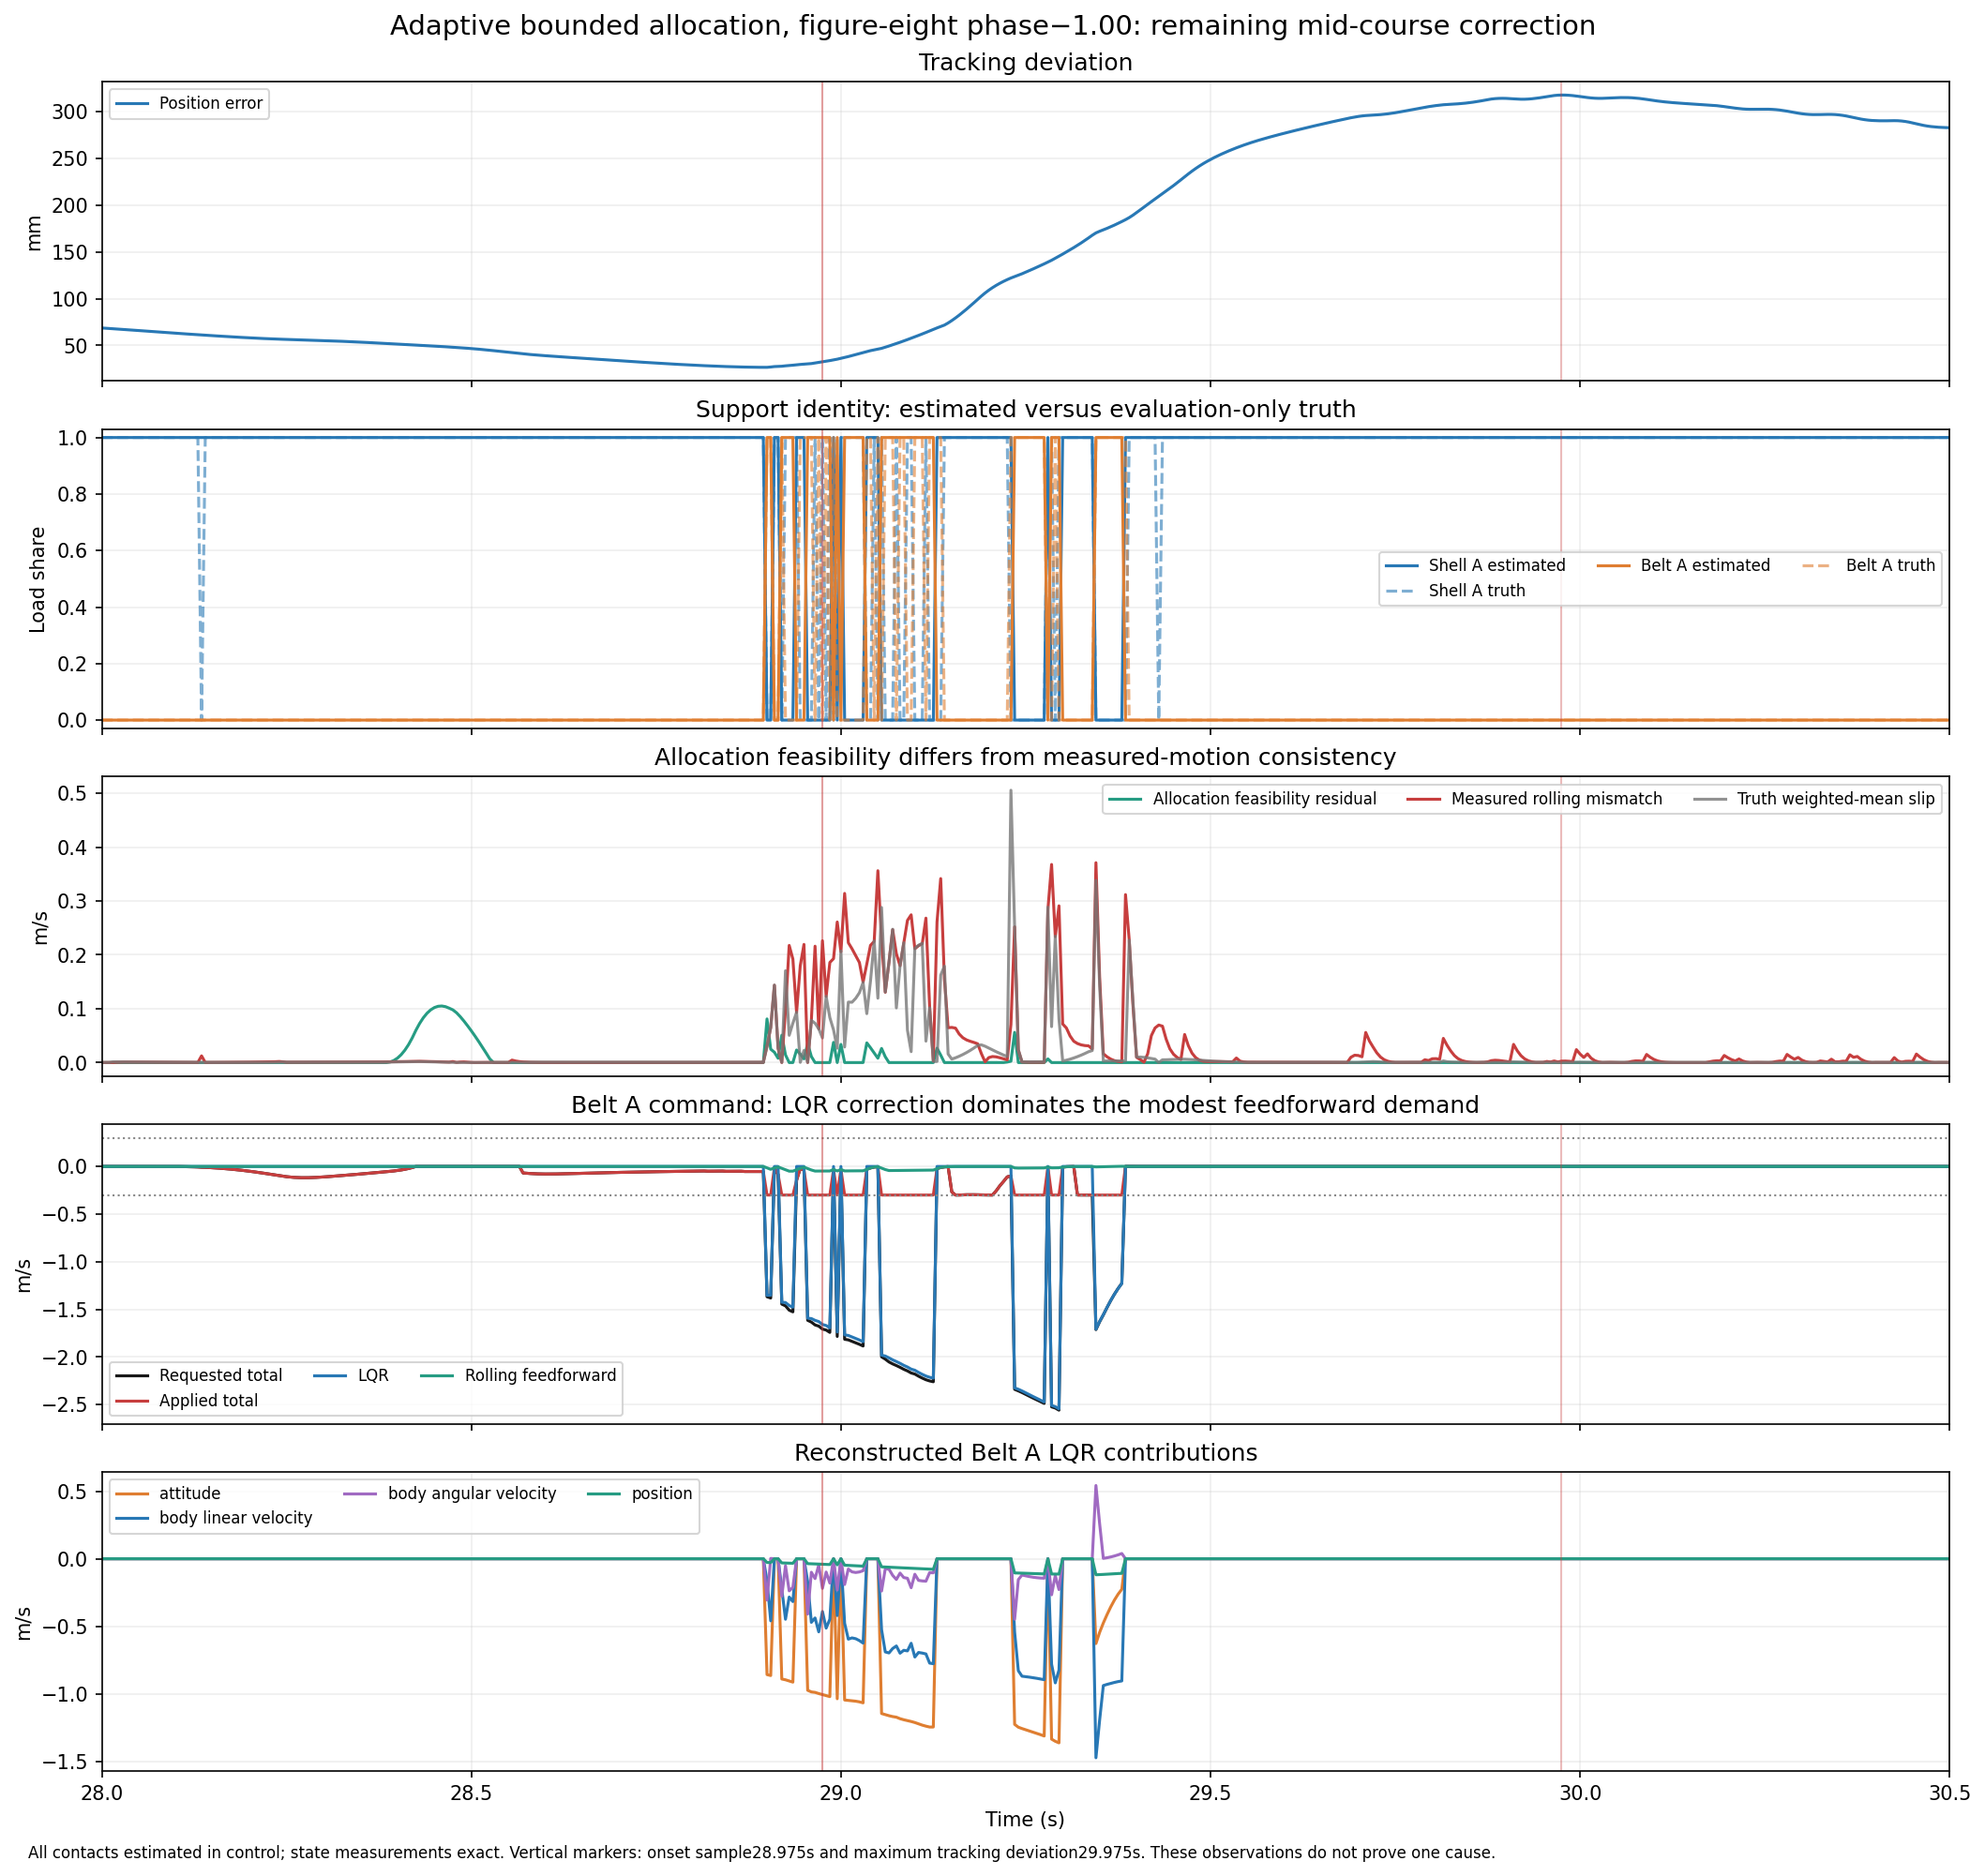 Adaptive bounded allocation, figure-eight phase−1.00: remaining mid-course correction
Tracking deviation
Position error
300
250
200
150
100
50
mm
Support identity: estimated versus evaluation-only truth
1.0
0.8
0.6
0.4
0.2
0.0
Load share
Shell A estimated Belt A estimated Belt A truth
Shell A truth
Allocation feasibility differs from measured-motion consistency
Allocation feasibility residual Measured rolling mismatch Truth weighted-mean slip
0.5
0.4
0.3
0.2
0.1
0.0
m/s
Belt A command: LQR correction dominates the modest feedforward demand
0.0
−0.5
−1.0
−1.5
−2.0
−2.5
m/s
Requested total LQR Rolling feedforward
Applied total
Reconstructed Belt A LQR contributions
attitude body angular velocity position
body linear velocity
0.5
0.0
−0.5
−1.0
−1.5
m/s
28.0 28.5 29.0 29.5 30.0 30.5
Time (s)
All contacts estimated in control; state measurements exact. Vertical markers: onset sample28.975s and maximum tracking deviation29.975s. These observations do not prove one cause.